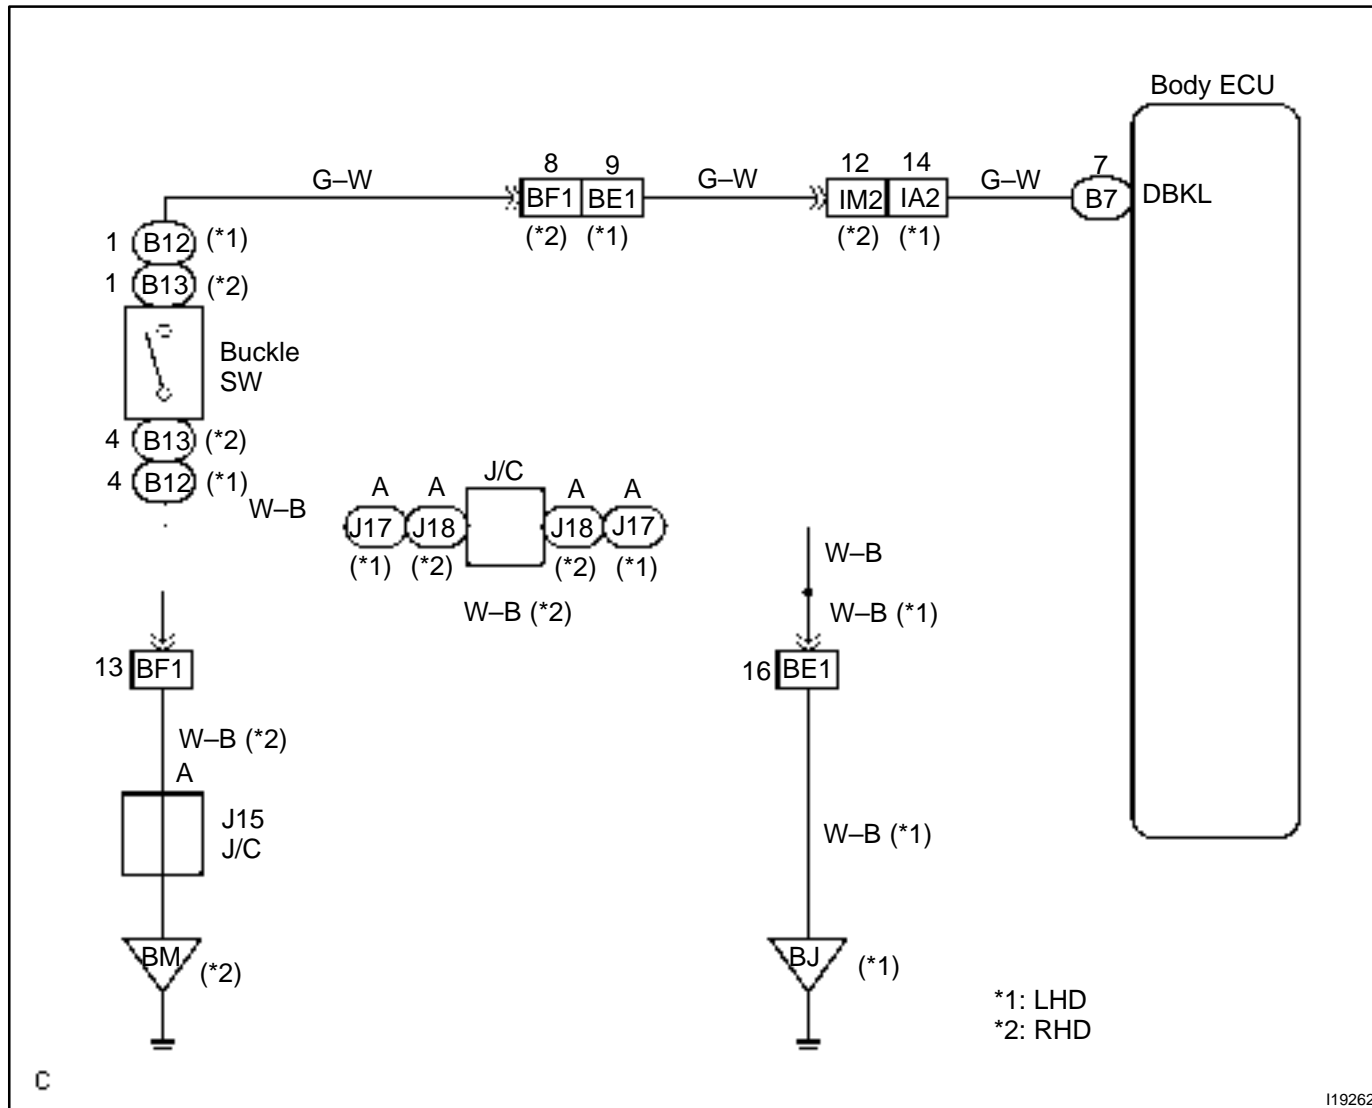 Body ECU
8 9 12 14 7
G–W BF1 BE1 G–W IM2 IA2 G–W B7 DBKL
(*2) (*1) (*2) (*1)
1 B12 (*1)
1 B13 (*2)
Buckle
SW
4 B13 (*2)
4 B12 (*1)
W–B
J/C
A A A A
J17 J18 J18 J17
(*1) (*2) (*2) (*1)
W–B (*2)
W–B
W–B (*1)
13 BF1
16 BE1
W–B (*2)
A
J15
J/C
W–B (*1)
BM (*2)
BJ (*1)
*1: LHD
*2: RHD
C
I19262